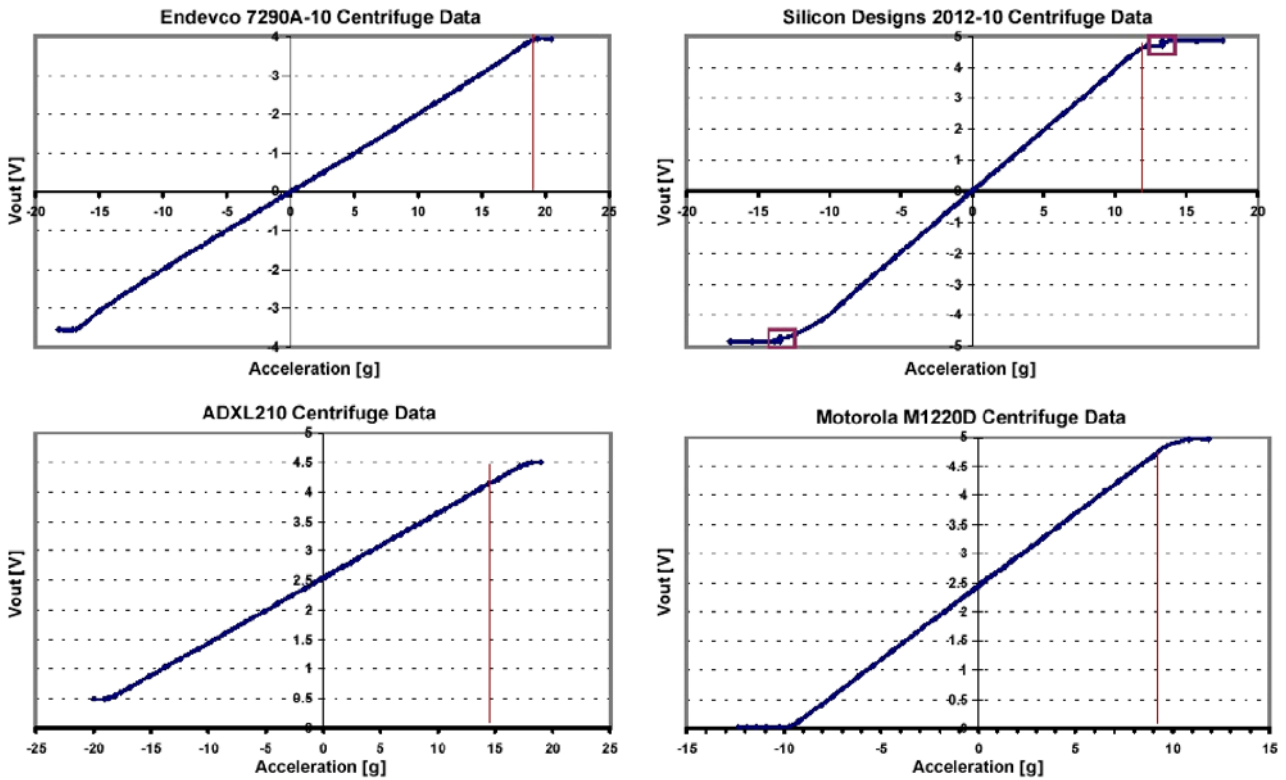 Endevco 7290A-10 Centrifuge Data
Vout [V]
4
3
2
1
0
-20 -15 -10 -5 0 5 10 15 20 25
-1
-2
-3
-4
Acceleration [g]
Silicon Designs 2012-10 Centrifuge Data
Vout [V]
5
4
3
2
1
0
-20 -15 -10 -5 0 5 10 15 20
-1
-2
-3
-4
-5
Acceleration [g]
ADXL210 Centrifuge Data
Vout [V]
5
4.5
4
3.5
3
2.5
2
1.5
1
0.5
0
-25 -20 -15 -10 -5 0 5 10 15 20 25
Acceleration [g]
Motorola M1220D Centrifuge Data
Vout [V]
5
4.5
4
3.5
3
2.5
2
1.5
1
0.5
0
-15 -10 -5 0 5 10 15
Acceleration [g]